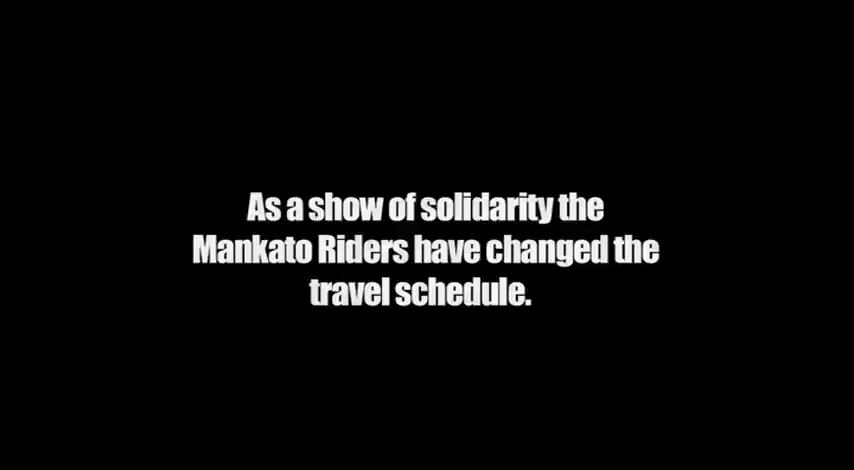 As a show of solidarity the
Mankato Riders have changed the
travel schedule.